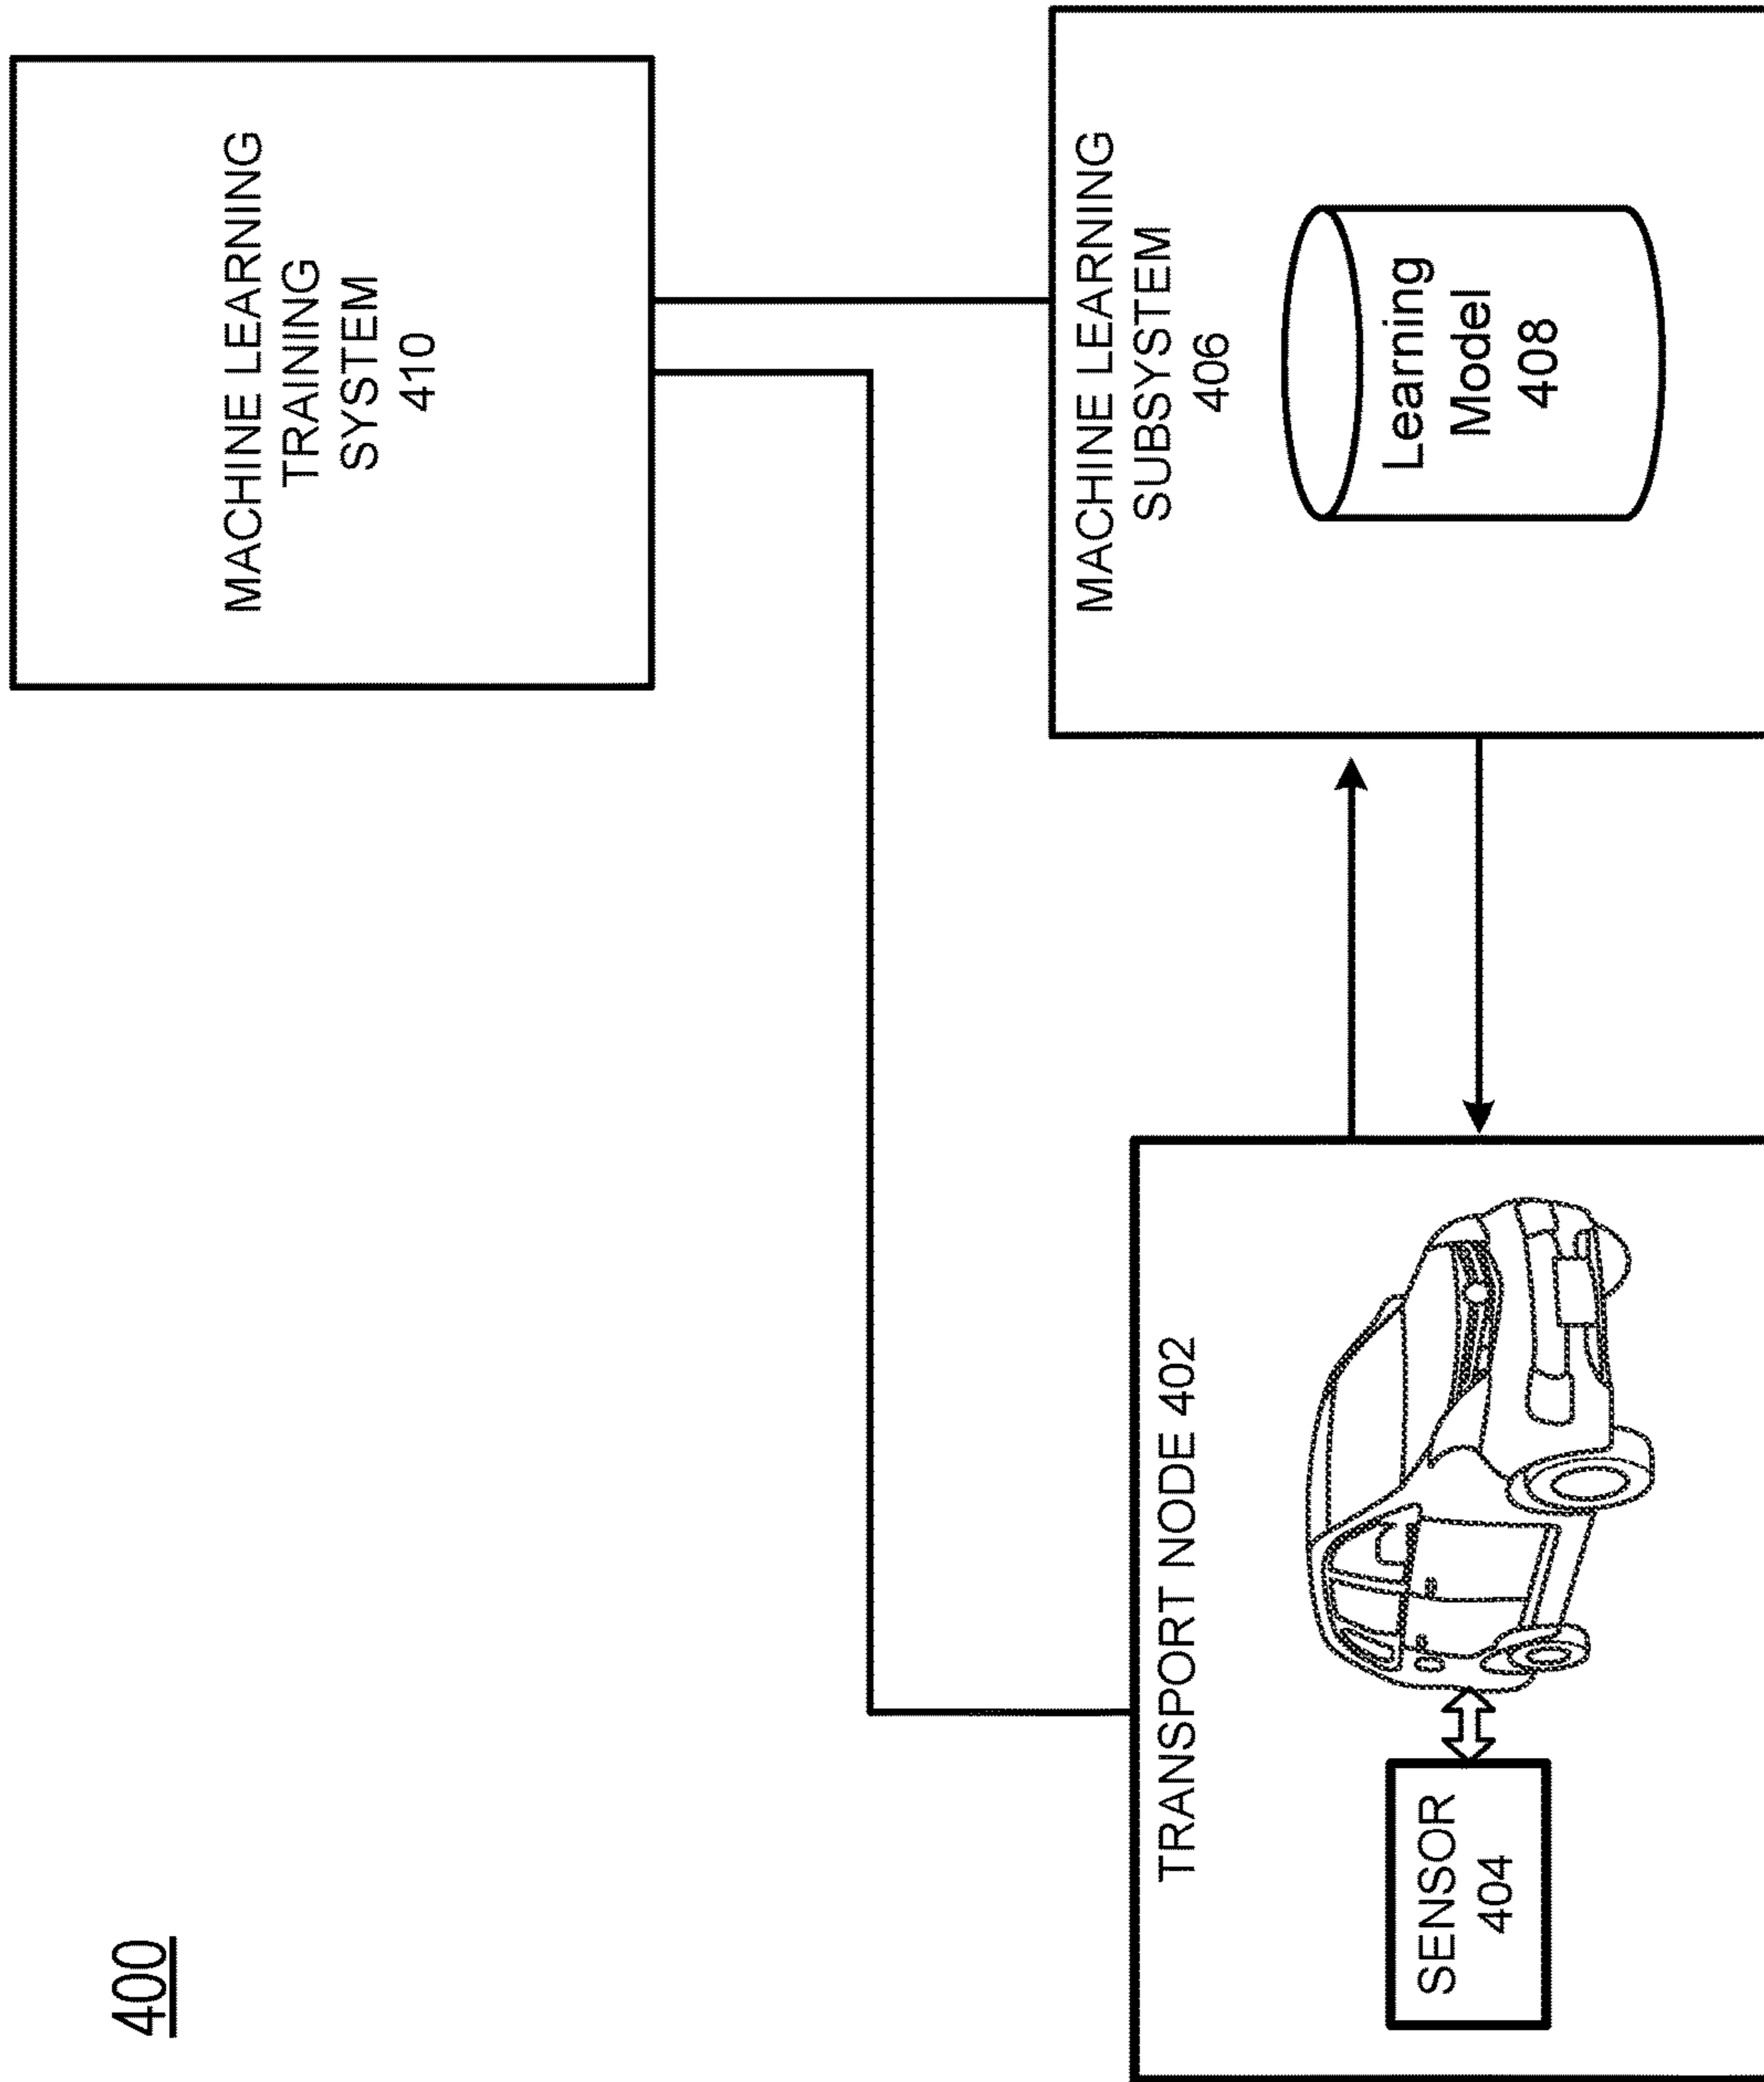 400
MACHINE LEARNING
TRAINING
SYSTEM
410
TRANSPORT NODE 402
SENSOR
404
MACHINE LEARNING
SUBSYSTEM
406
Learning
Model
408